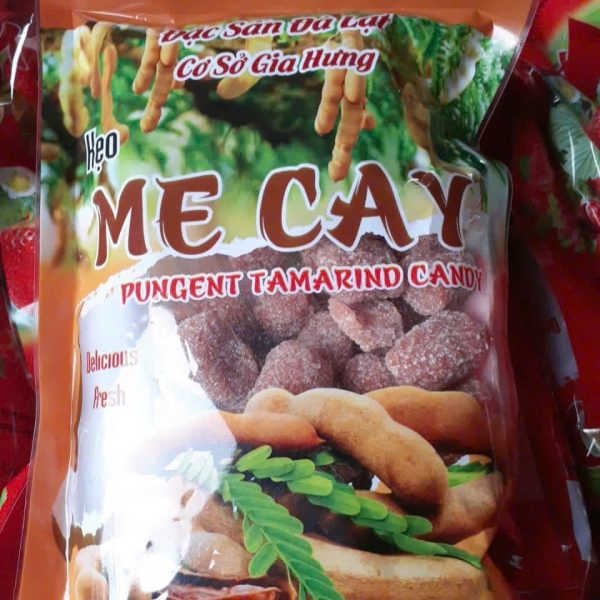 Đặc Sản Đà Lạt
Cơ Sở Gia Hưng
Kẹo
ME CAY
PUNGENT TAMARIND CANDY
Delicious
Fresh